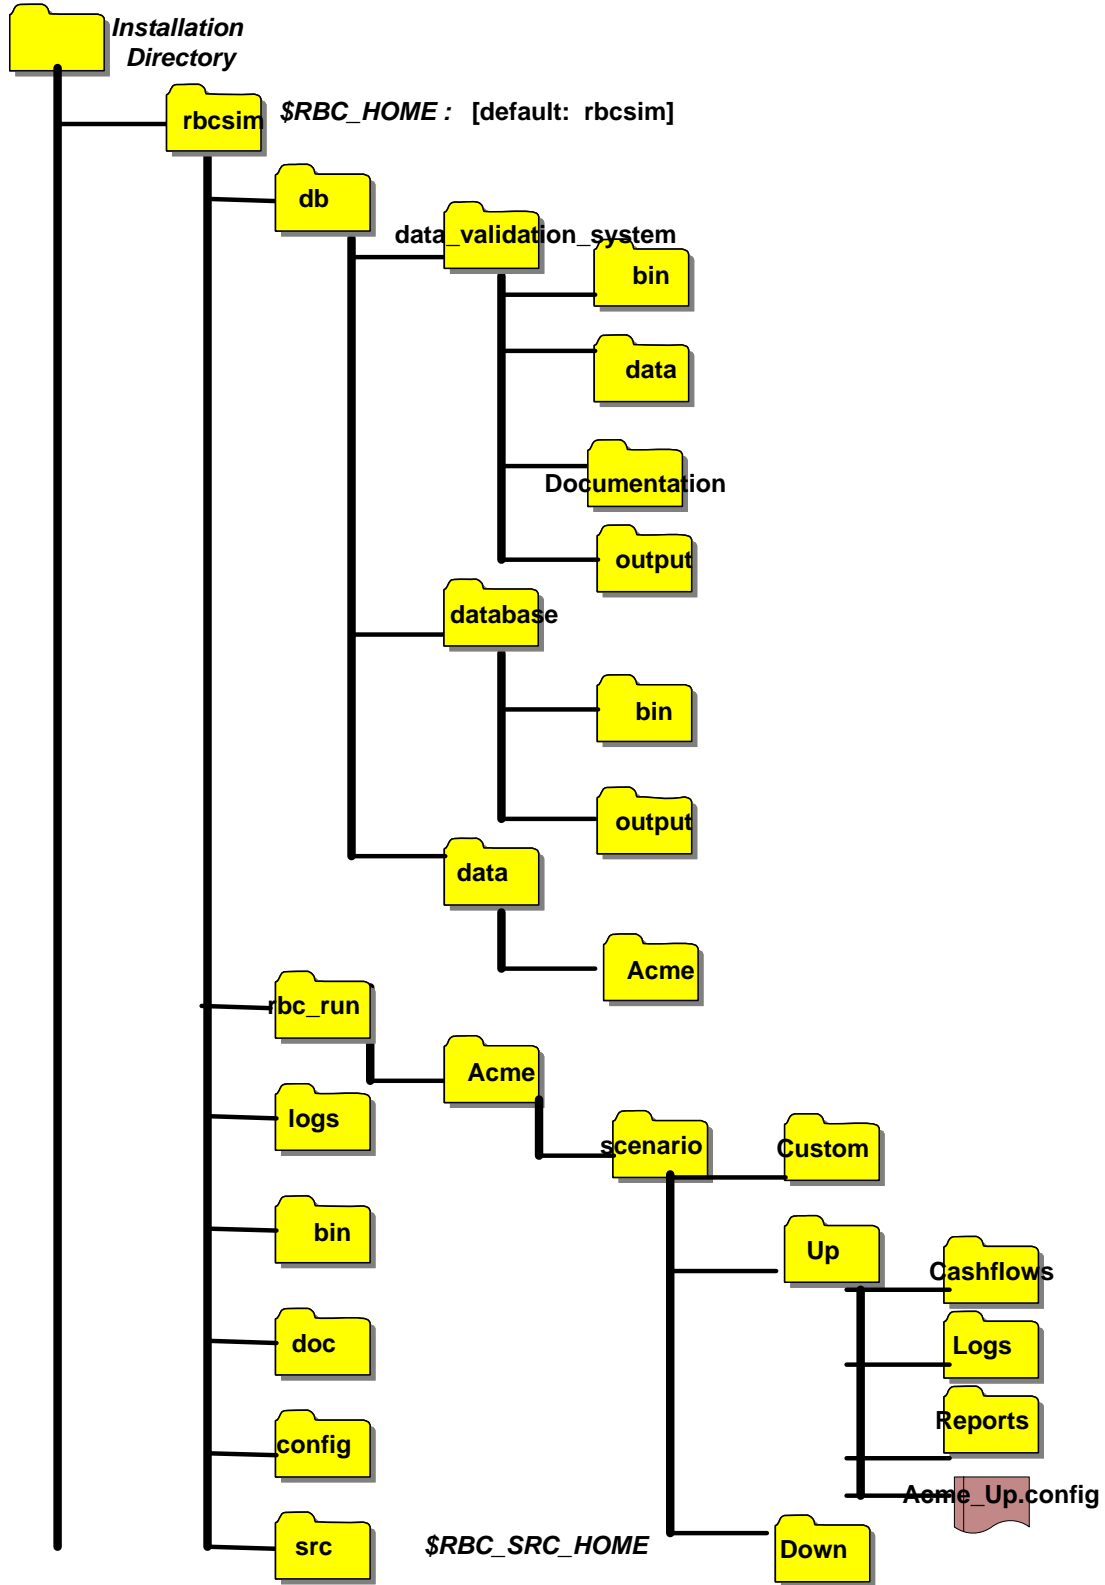 Installation
Directory
rbcsim
$RBC_HOME : [default: rbcsim]
db
data_validation_system
bin
data
Documentation
output
database
bin
output
data
Acme
rbc_run
Acme
logs
scenario
Custom
bin
Up
Cashflows
doc
Logs
Reports
config
Acme_Up.config
src
$RBC_SRC_HOME
Down